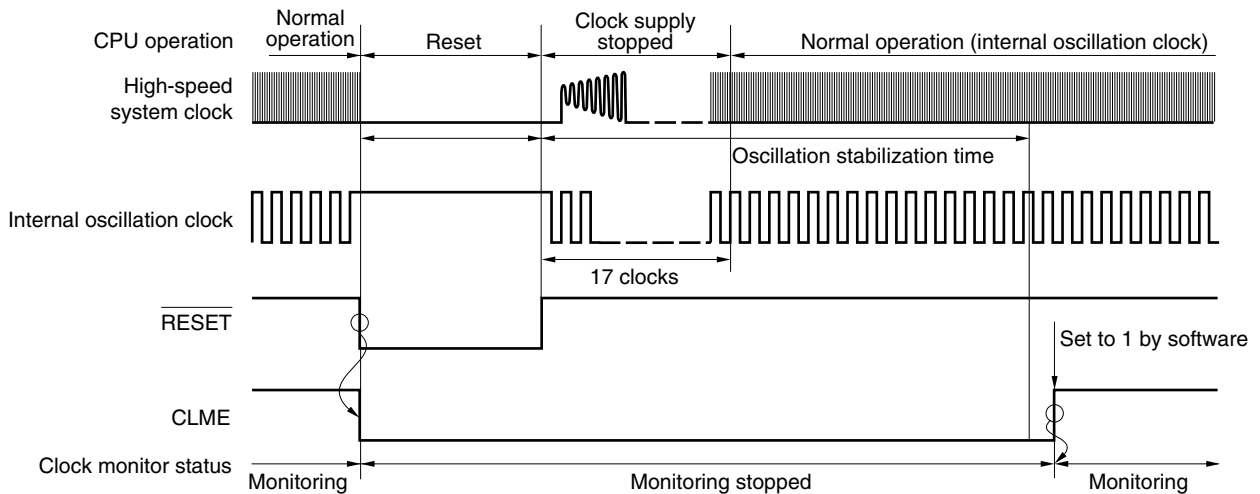 Normal
operation
Clock supply
stopped
CPU operation
Reset
Normal operation (internal oscillation clock)
High-speed
system clock
Oscillation stabilization time
Internal oscillation clock
17 clocks
RESET
Set to 1 by software
CLME
Clock monitor status
Monitoring
Monitoring stopped
Monitoring